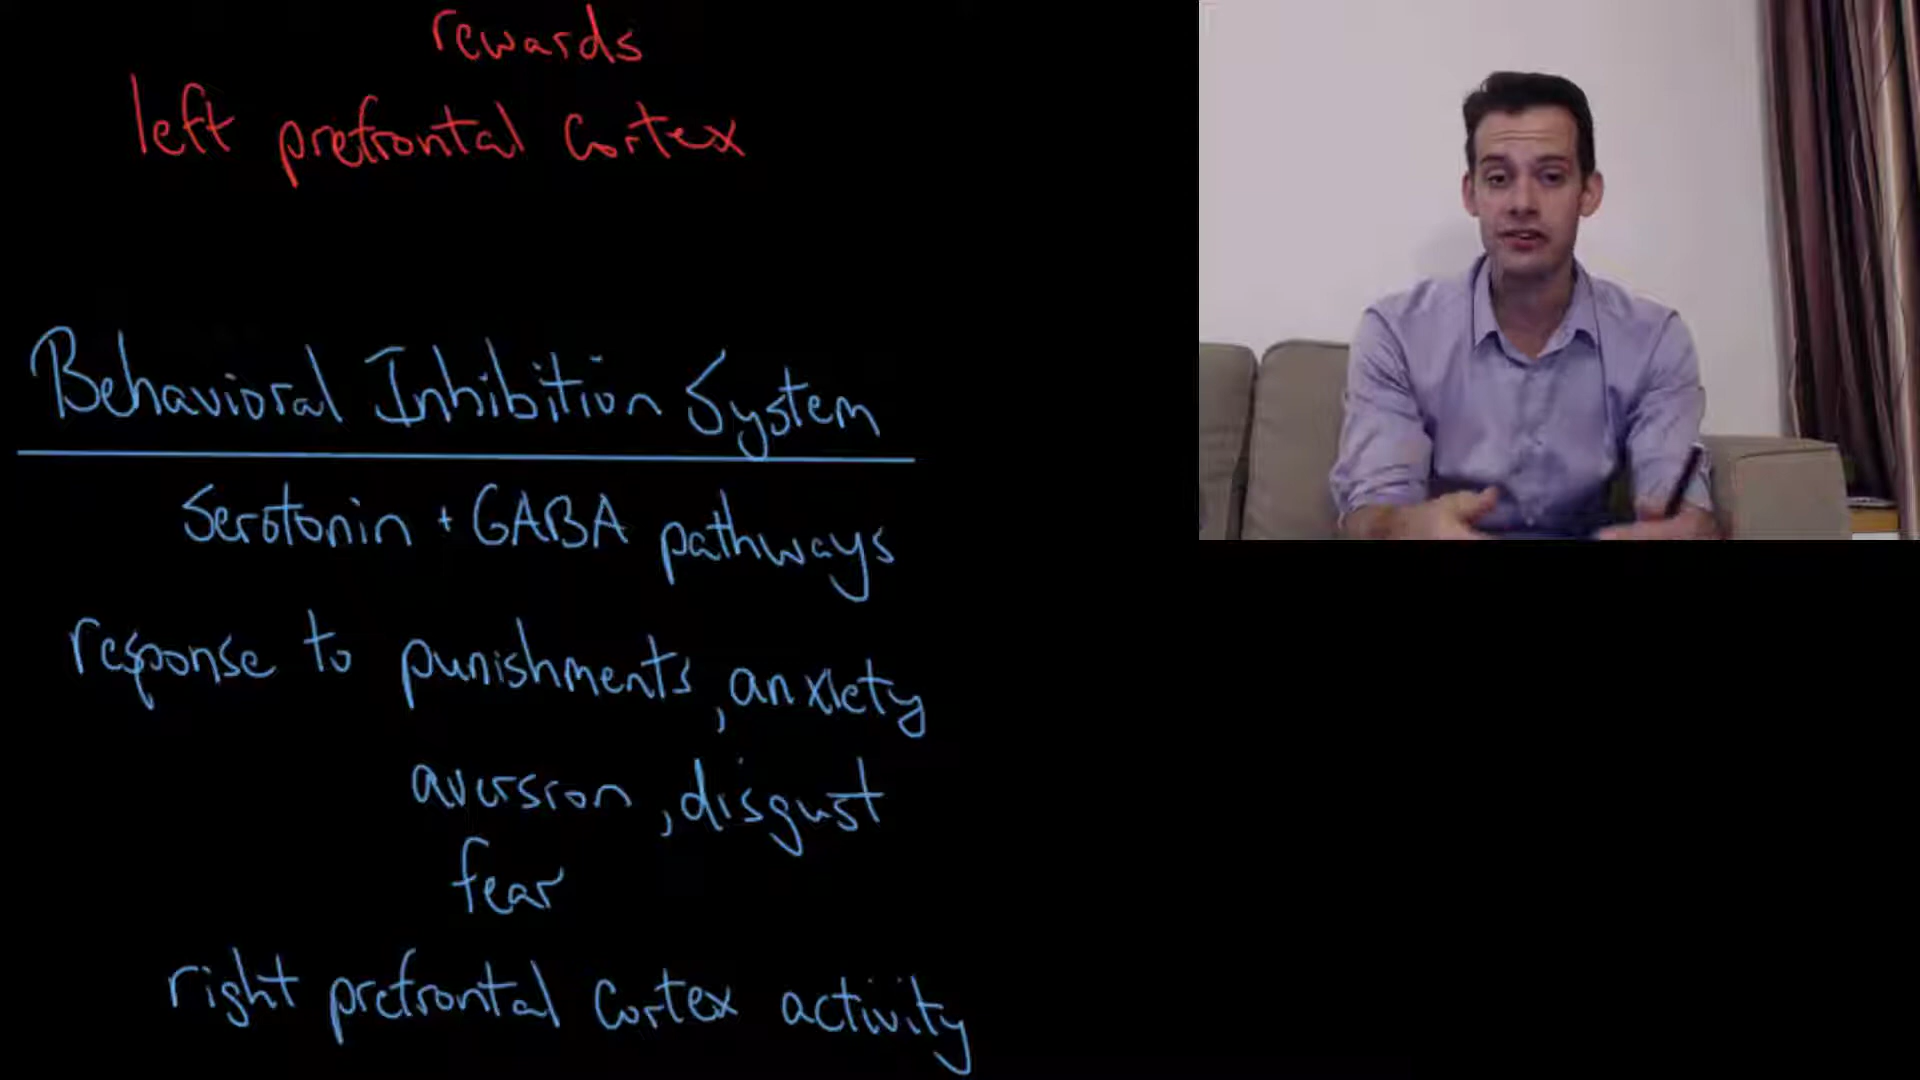 rewards
left prefrontal cortex
Behavioral Inhibition System
Serotonin + GABA pathways
response to punishments, anxiety
aversion, disgust
fear
right prefrontal cortex activity